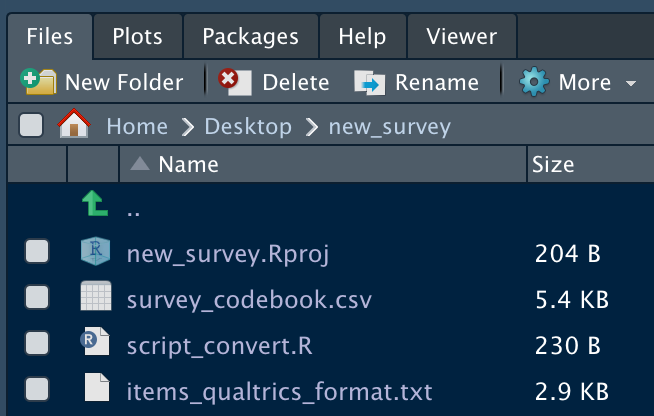 Files Plots Packages Help Viewer
New Folder Delete Rename More
Home Desktop new_survey
Name Size
..
new_survey.Rproj 204 B
survey_codebook.csv 5.4 KB
script_convert.R 230 B
items_qualtrics_format.txt 2.9 KB